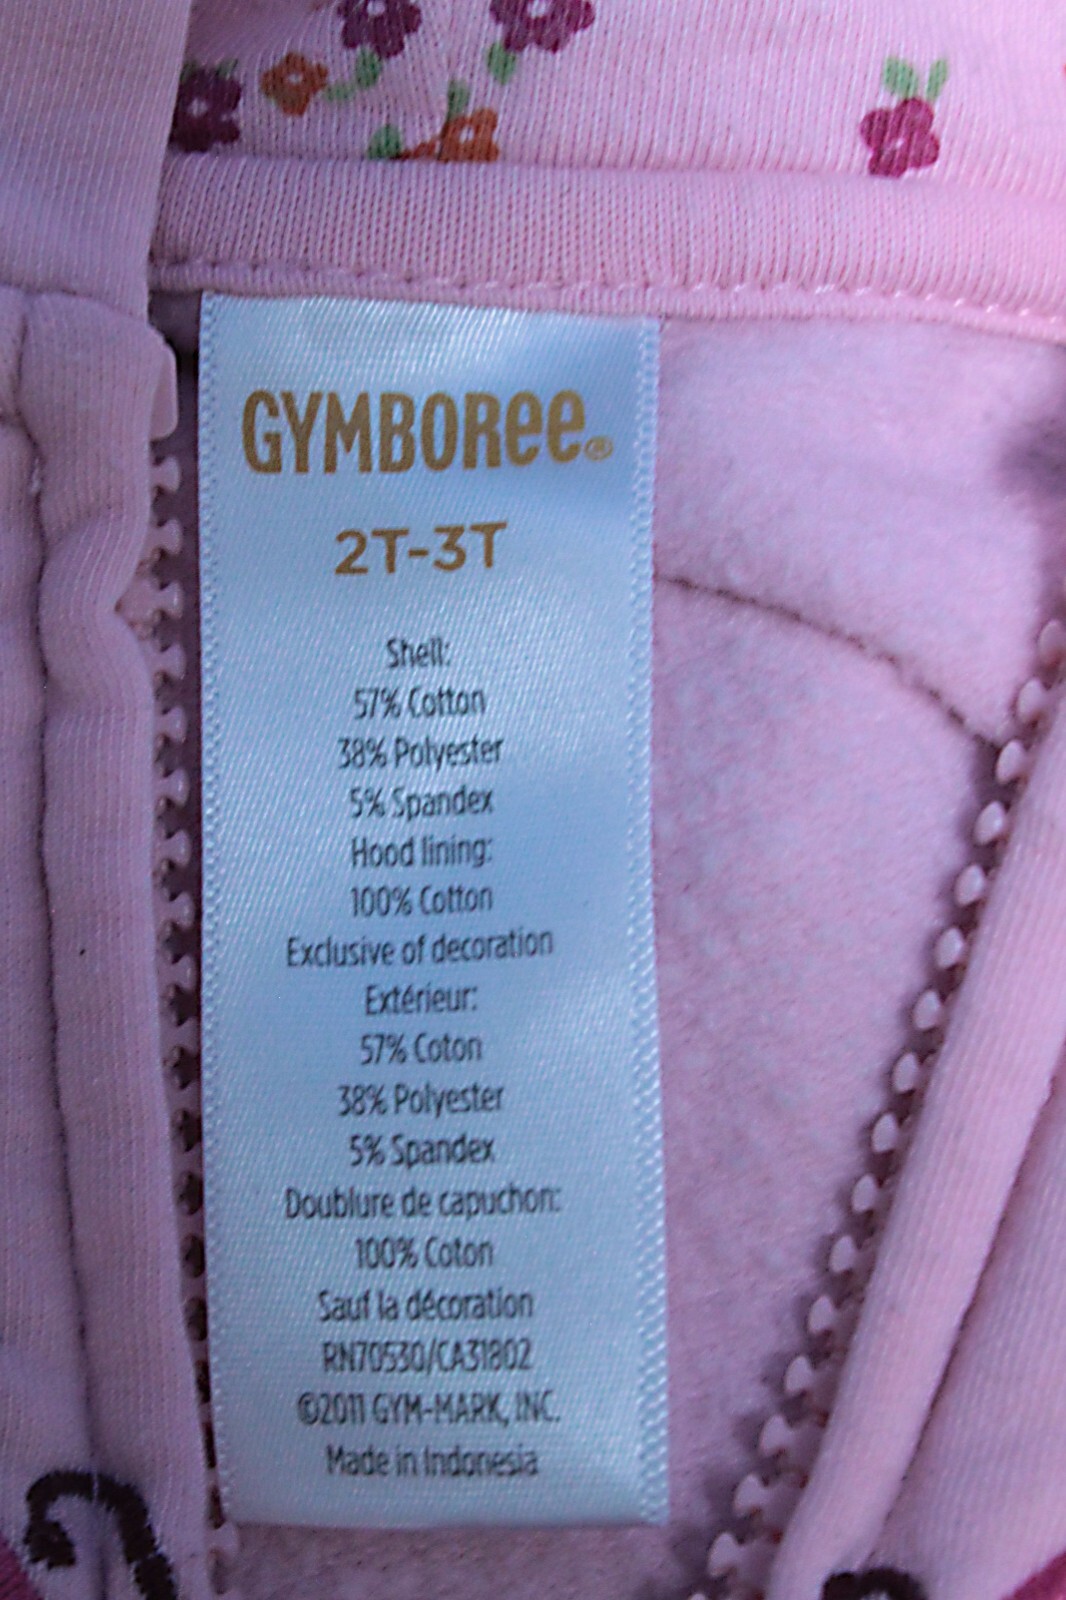 GYMBOREE®
2T-3T
Shell:
57% Cotton
38% Polyester
5% Spandex
Hood lining:
100% Cotton
Exclusive of decoration
Extérieur:
57% Coton
38% Polyester
5% Spandex
Doublure de capuchon:
100% Coton
Sauf la décoration
RN70530/CA31802
©2011 GYM-MARK, INC.
Made in Indonesia